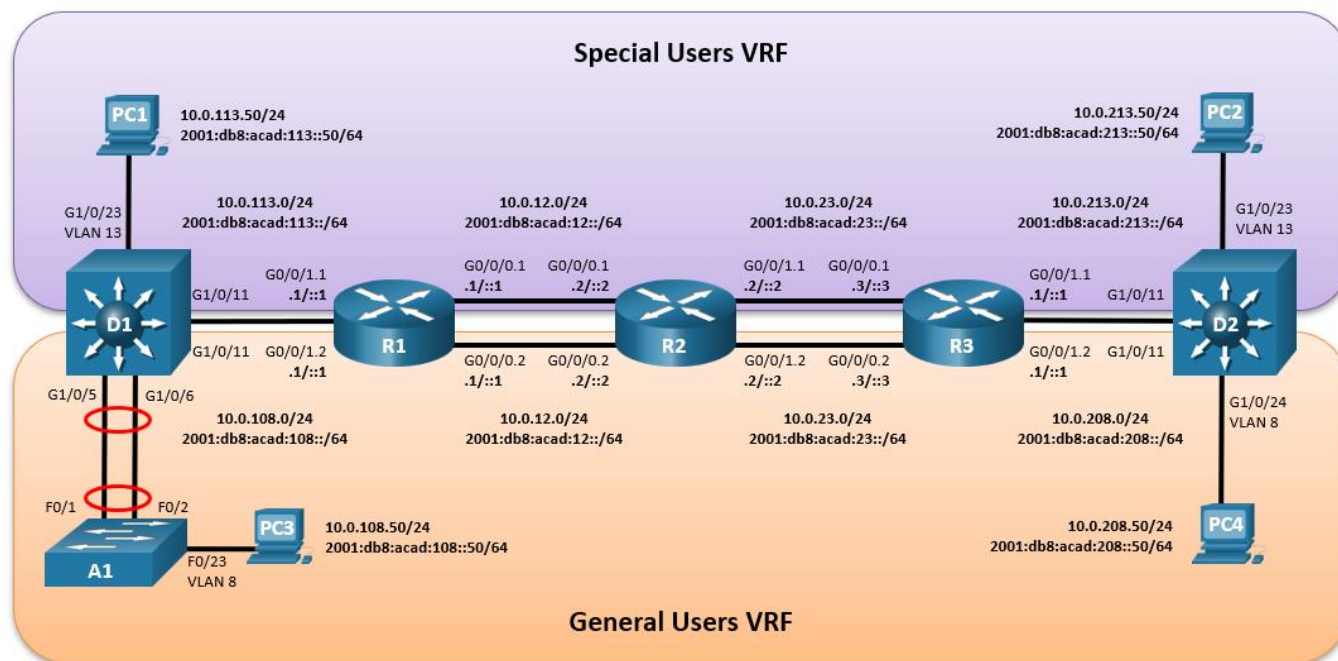 Special Users VRF
PC1
10.0.113.50/24
2001:db8:acad:113::50/64
10.0.213.50/24
2001:db8:acad:213::50/64
PC2
G1/0/23
VLAN 13
10.0.113.0/24
2001:db8:acad:113::/64
10.0.12.0/24
2001:db8:acad:12::/64
10.0.23.0/24
2001:db8:acad:23::/64
10.0.213.0/24
2001:db8:acad:213::/64
G1/0/23
VLAN 13
D1
G1/0/11
G0/0/1.1
.1/::1
R1
G0/0/0.1
.1/::1
G0/0/0.1
.2/::2
R2
G0/0/1.1
.2/::2
G0/0/0.1
.3/::3
R3
G0/0/1.1
.1/::1
G1/0/11
D2
G1/0/11
G0/0/1.2
.1/::1
G0/0/0.2
.1/::1
G0/0/0.2
.2/::2
G0/0/1.2
.2/::2
G0/0/0.2
.3/::3
G0/0/1.2
.1/::1
G1/0/11
G1/0/5
G1/0/6
10.0.108.0/24
2001:db8:acad:108::/64
10.0.12.0/24
2001:db8:acad:12::/64
10.0.23.0/24
2001:db8:acad:23::/64
10.0.208.0/24
2001:db8:acad:208::/64
G1/0/24
VLAN 8
F0/1
F0/2
A1
F0/23
VLAN 8
PC3
10.0.108.50/24
2001:db8:acad:108::50/64
10.0.208.50/24
2001:db8:acad:208::50/64
PC4
General Users VRF